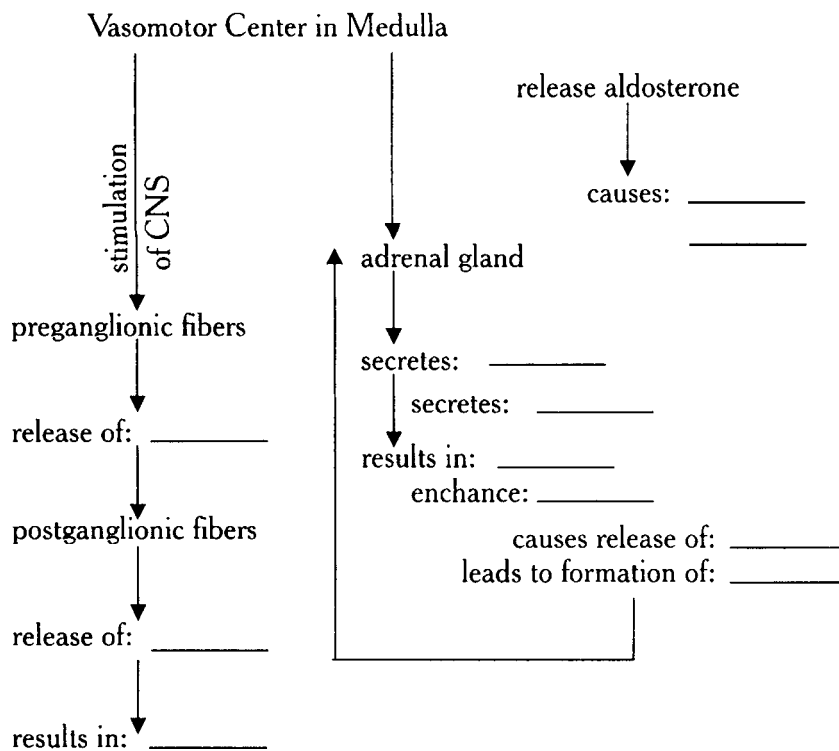 Vasomotor Center in Medulla
stimulation
of CNS
preganglionic fibers
release of:
postganglionic fibers
release of:
results in:
adrenal gland
secretes:
secretes:
results in:
enchance:
causes release of:
leads to formation of:
release aldosterone
causes: